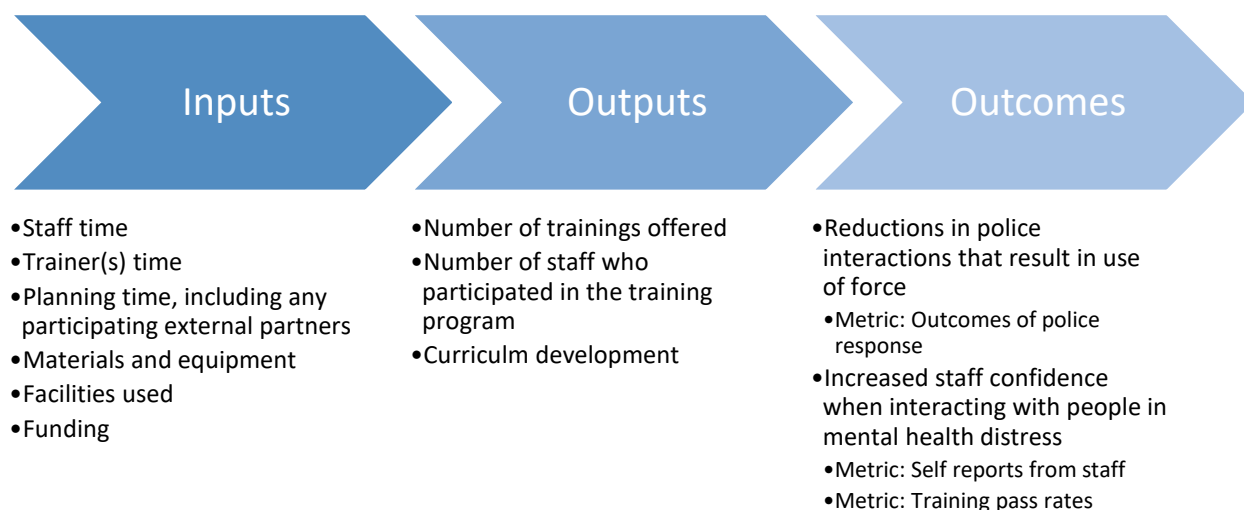 Inputs
Outputs
Outcomes
•Staff time
•Trainer(s) time
•Planning time, including any
participating external partners
•Materials and equipment
•Facilities used
•Funding
•Number of trainings offered
•Number of staff who
participated in the training
program
•Curriculm development
•Reductions in police
interactions that result in use
of force
•Metric: Outcomes of police
response
•Increased staff confidence
when interacting with people in
mental health distress
•Metric: Self reports from staff
•Metric: Training pass rates